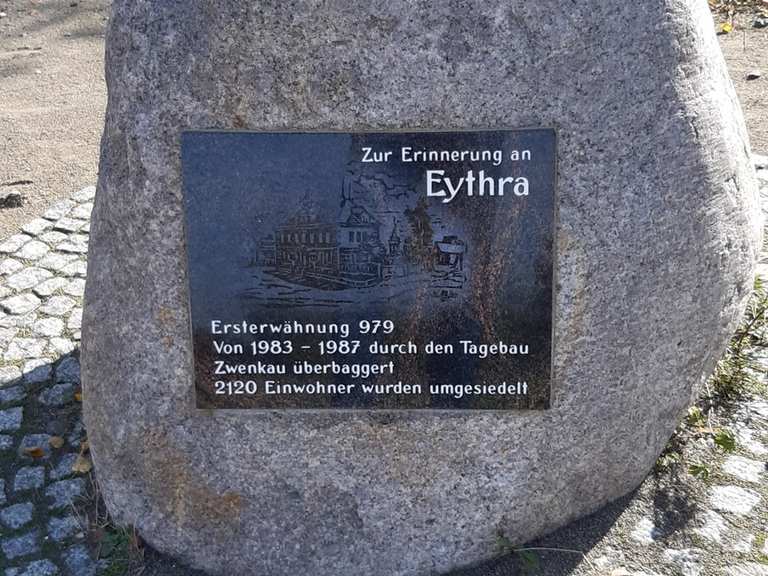 Zur Erinnerung an
Eythra
Ersterwähnung 979
Von 1983 - 1987 durch den Tagebau
Zwenkau überbaggert
2120 Einwohner wurden umgesiedelt